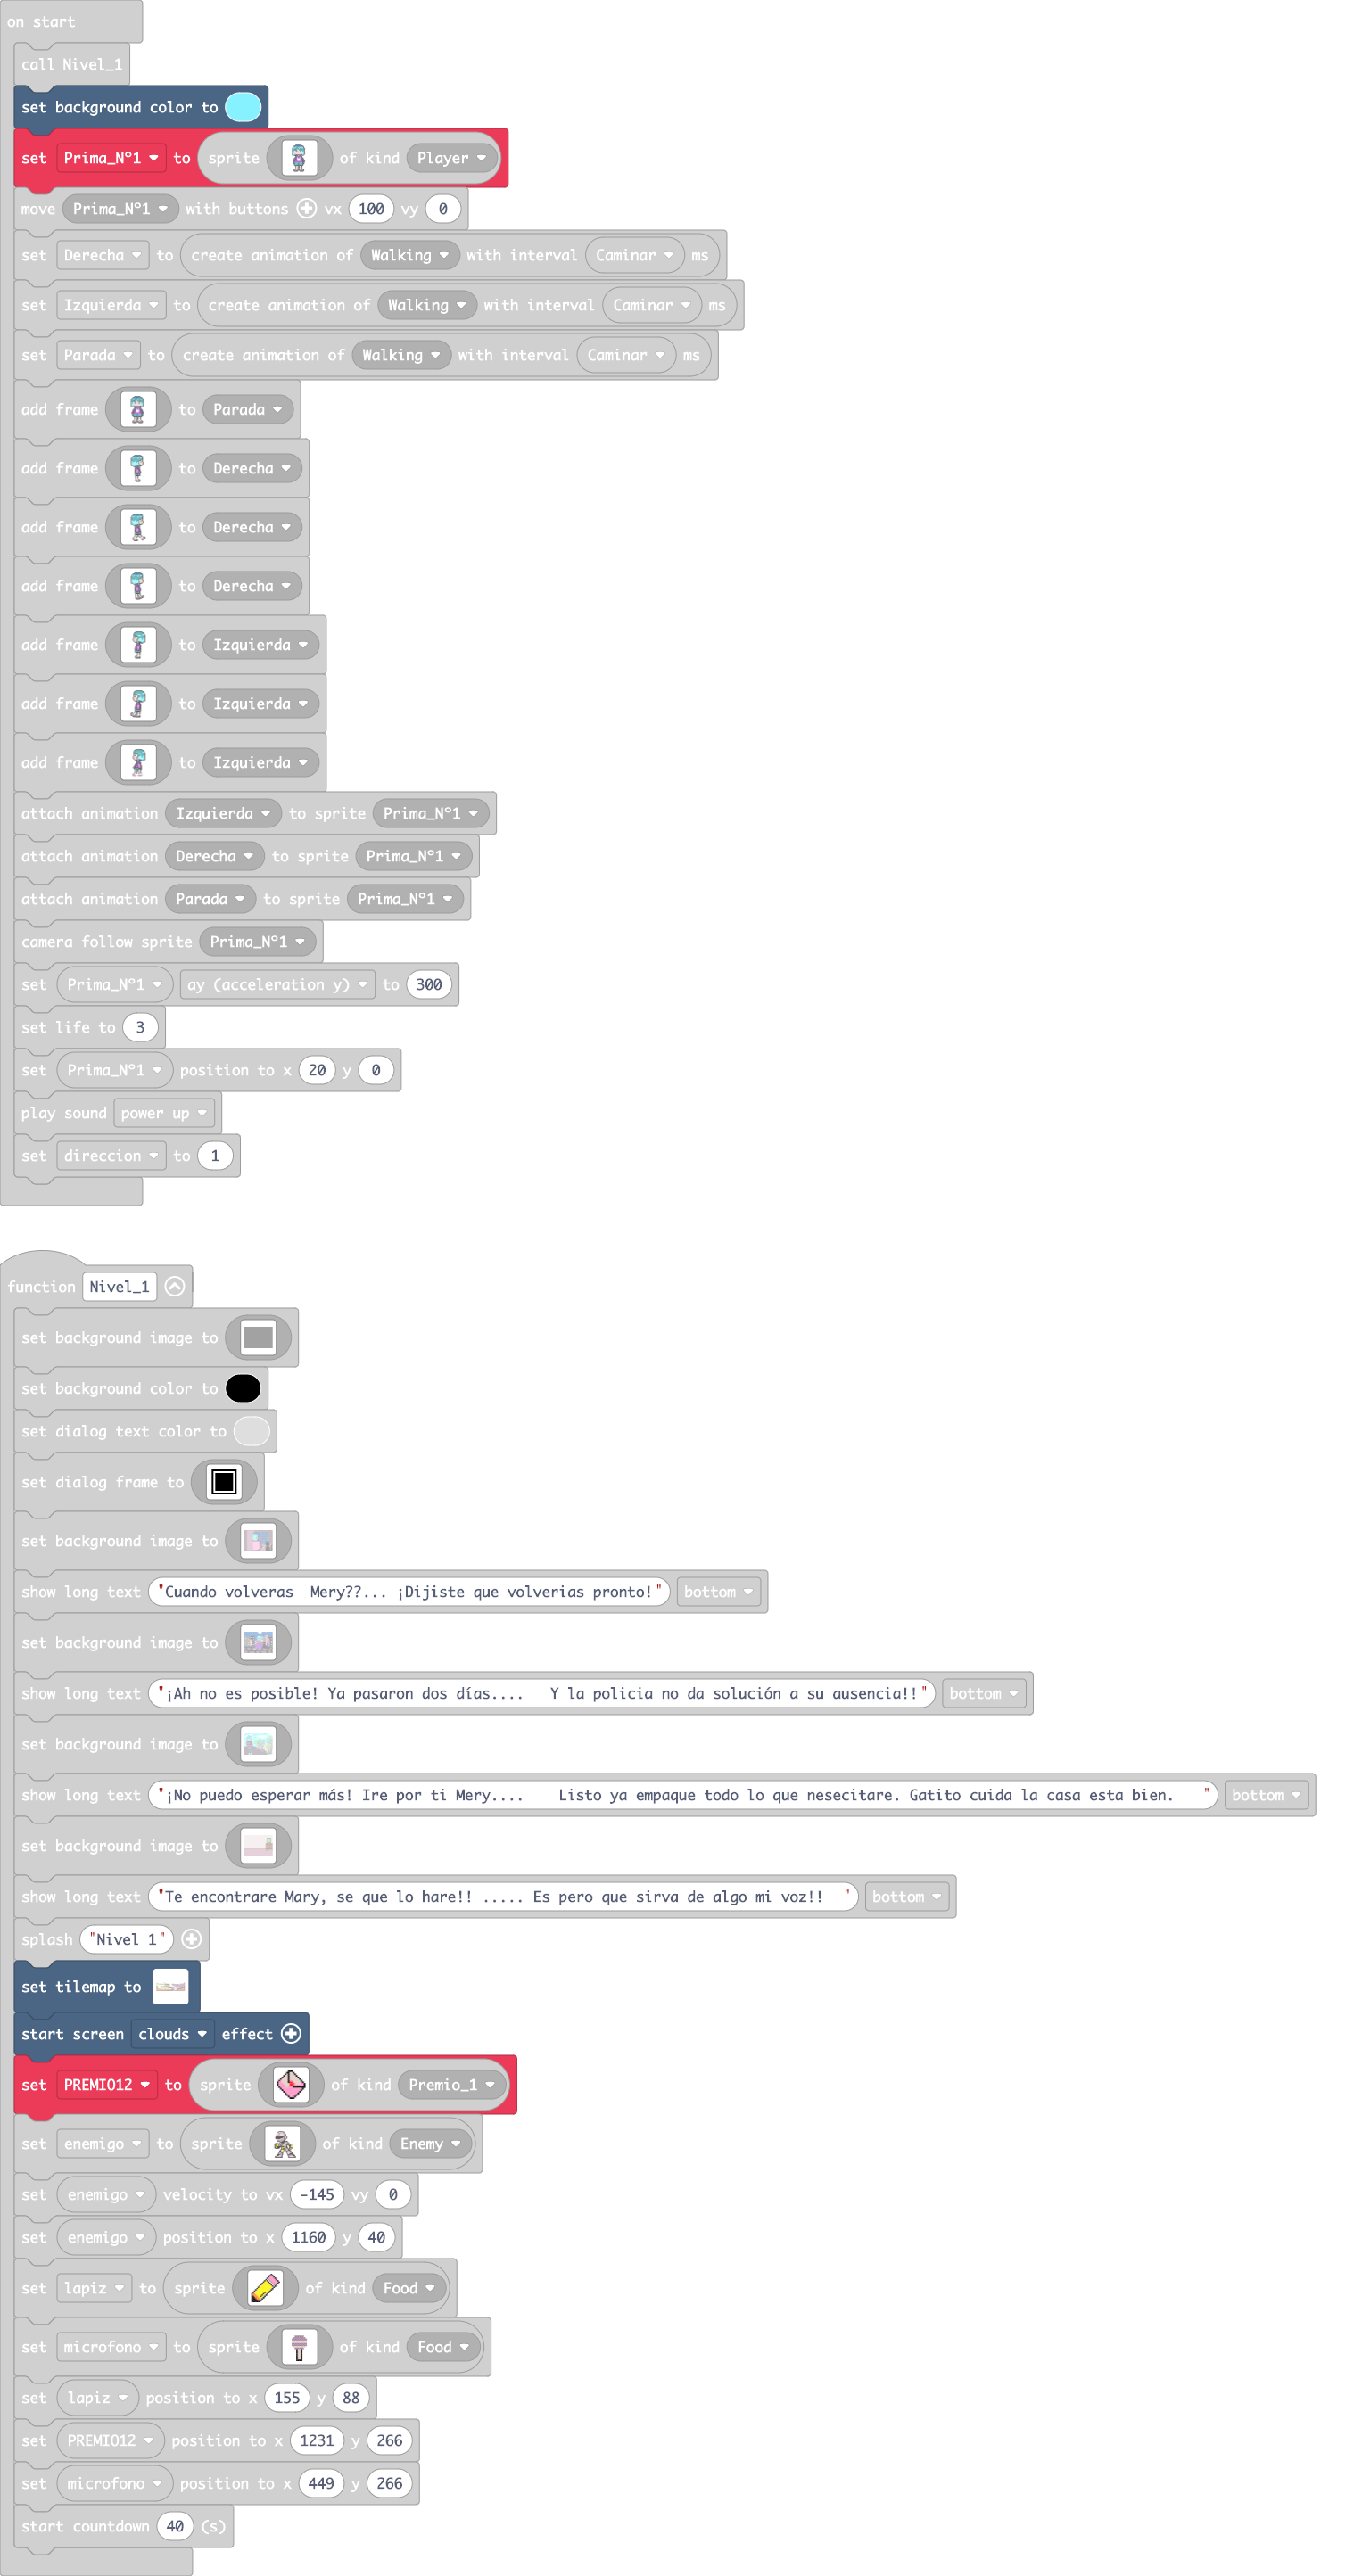 on start
call Nivel_1
set background color to
set Prima_Nº1 to sprite of kind Player
move Prima_Nº1 with buttons vx 100 vy 0
set Derecha to create animation of Walking with interval Caminar ms
set Izquierda to create animation of Walking with interval Caminar ms
set Parada to create animation of Walking with interval Caminar ms
add frame to Parada
add frame to Derecha
add frame to Derecha
add frame to Derecha
add frame to Izquierda
add frame to Izquierda
add frame to Izquierda
attach animation Izquierda to sprite Prima_Nº1
attach animation Derecha to sprite Prima_Nº1
attach animation Parada to sprite Prima_Nº1
camera follow sprite Prima_Nº1
set Prima_Nº1 ay (acceleration y) to 300
set life to 3
set Prima_Nº1 position to x 20 y 0
play sound power up
set direccion to 1
function Nivel_1
set background image to
set background color to
set dialog text color to
set dialog frame to
set background image to
show long text "Cuando volveras  Mery??... ¡Dijiste que volverias pronto!" bottom
set background image to
show long text "¡Ah no es posible! Ya pasaron dos días....   Y la policia no da solución a su ausencia!!" bottom
set background image to
show long text "¡No puedo esperar más! Ire por ti Mery....    Listo ya empaque todo lo que nesecitare. Gatito cuida la casa esta bien.   " bottom
set background image to
show long text "Te encontrare Mary, se que lo hare!! ..... Es pero que sirva de algo mi voz!!  " bottom
splash "Nivel 1"
set tilemap to
start screen clouds effect
set PREMIO12 to sprite of kind Premio_1
set enemigo to sprite of kind Enemy
set enemigo velocity to vx -145 vy 0
set enemigo position to x 1160 y 40
set lapiz to sprite of kind Food
set microfono to sprite of kind Food
set lapiz position to x 155 y 88
set PREMIO12 position to x 1231 y 266
set microfono position to x 449 y 266
start countdown 40 (s)